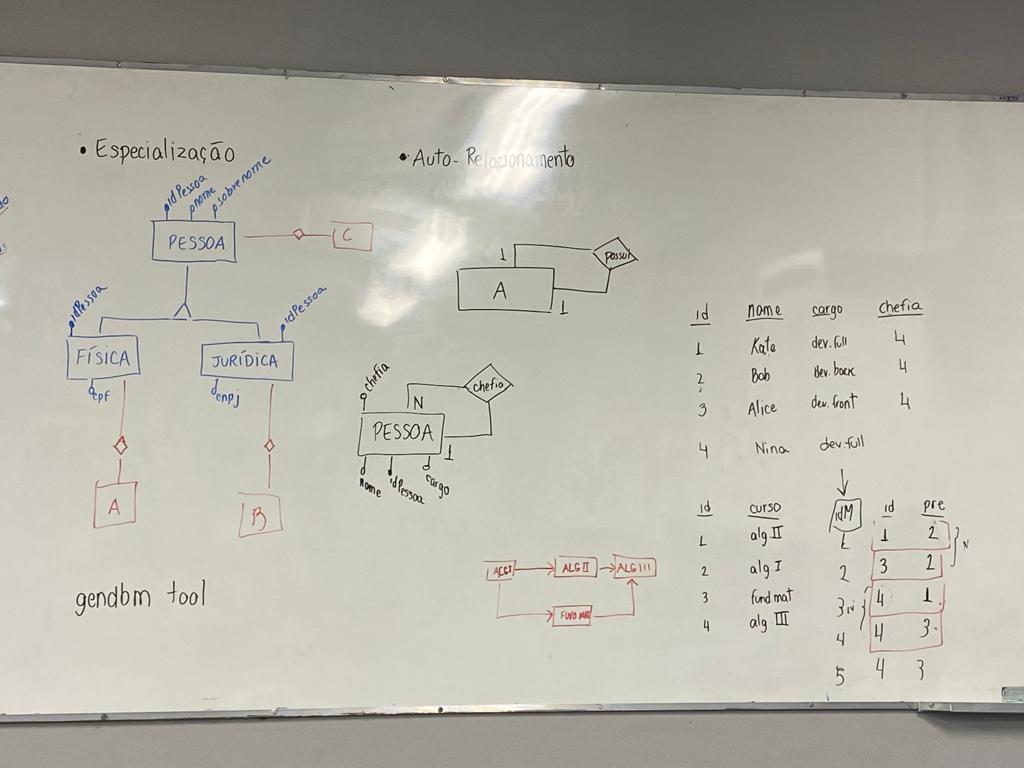 • Especialização
idPessoa
nome
sobrenome
PESSOA
C
idPessoa
idPessoa
FÍSICA
JURÍDICA
cpf
cnpj
A
B
gendbm tool
• Auto-Relacionamento
1
possui
A
1
chefia
chefia
N
PESSOA
1
nome
idPessoa
cargo
ALG I
ALG II
ALG III
FUND MAT
id nome cargo chefia
1 Kate dev.full 4
2 Bob dev.back 4
3 Alice dev.front 4
4 Nina dev.full
id curso idM id pre
1 alg II 1 1 2
2 alg I 2 3 2
N
3 fund mat 3 N 4 1
4 alg III 4 4 3
5 4 3